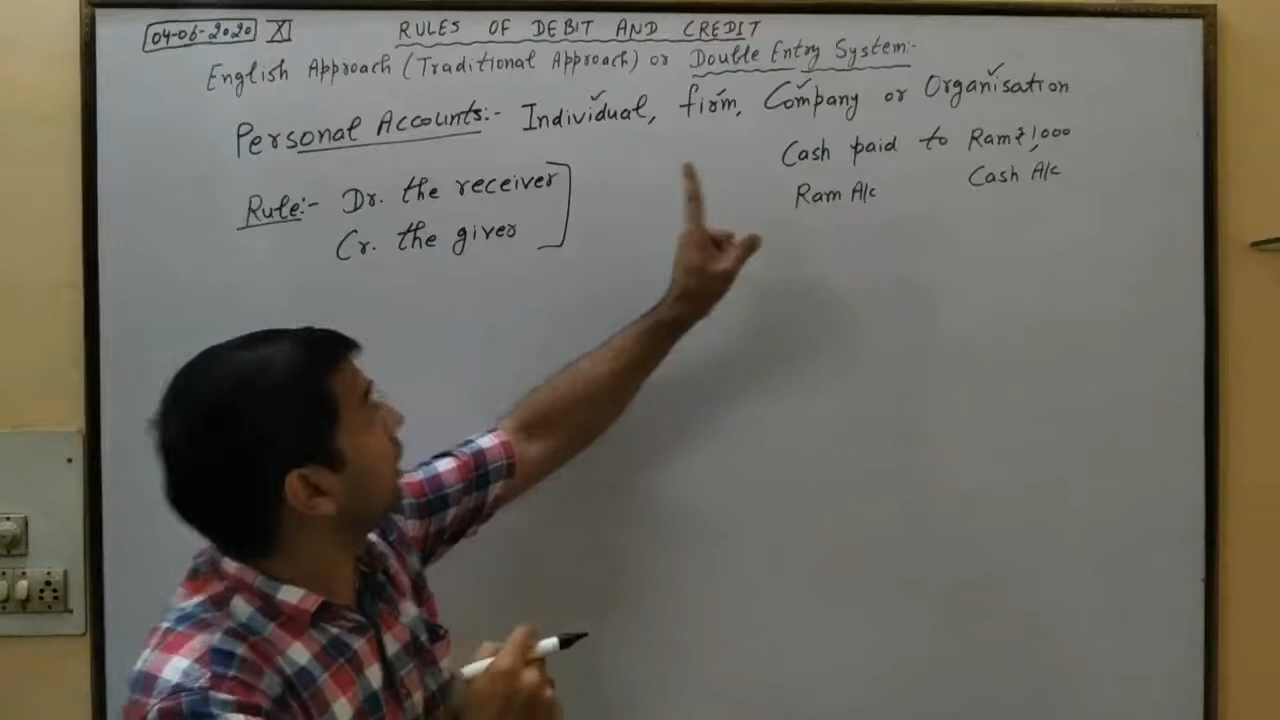 04-06-2020 XI RULES OF DEBIT AND CREDIT
English Approach (Traditional Approach) or Double Entry System:-
Personal Accounts:- Individual, firm, Company or Organisation
Cash paid to Ram ₹1,000
Ram A/c Cash A/c
Rule:- Dr. the receiver
Cr. the giver